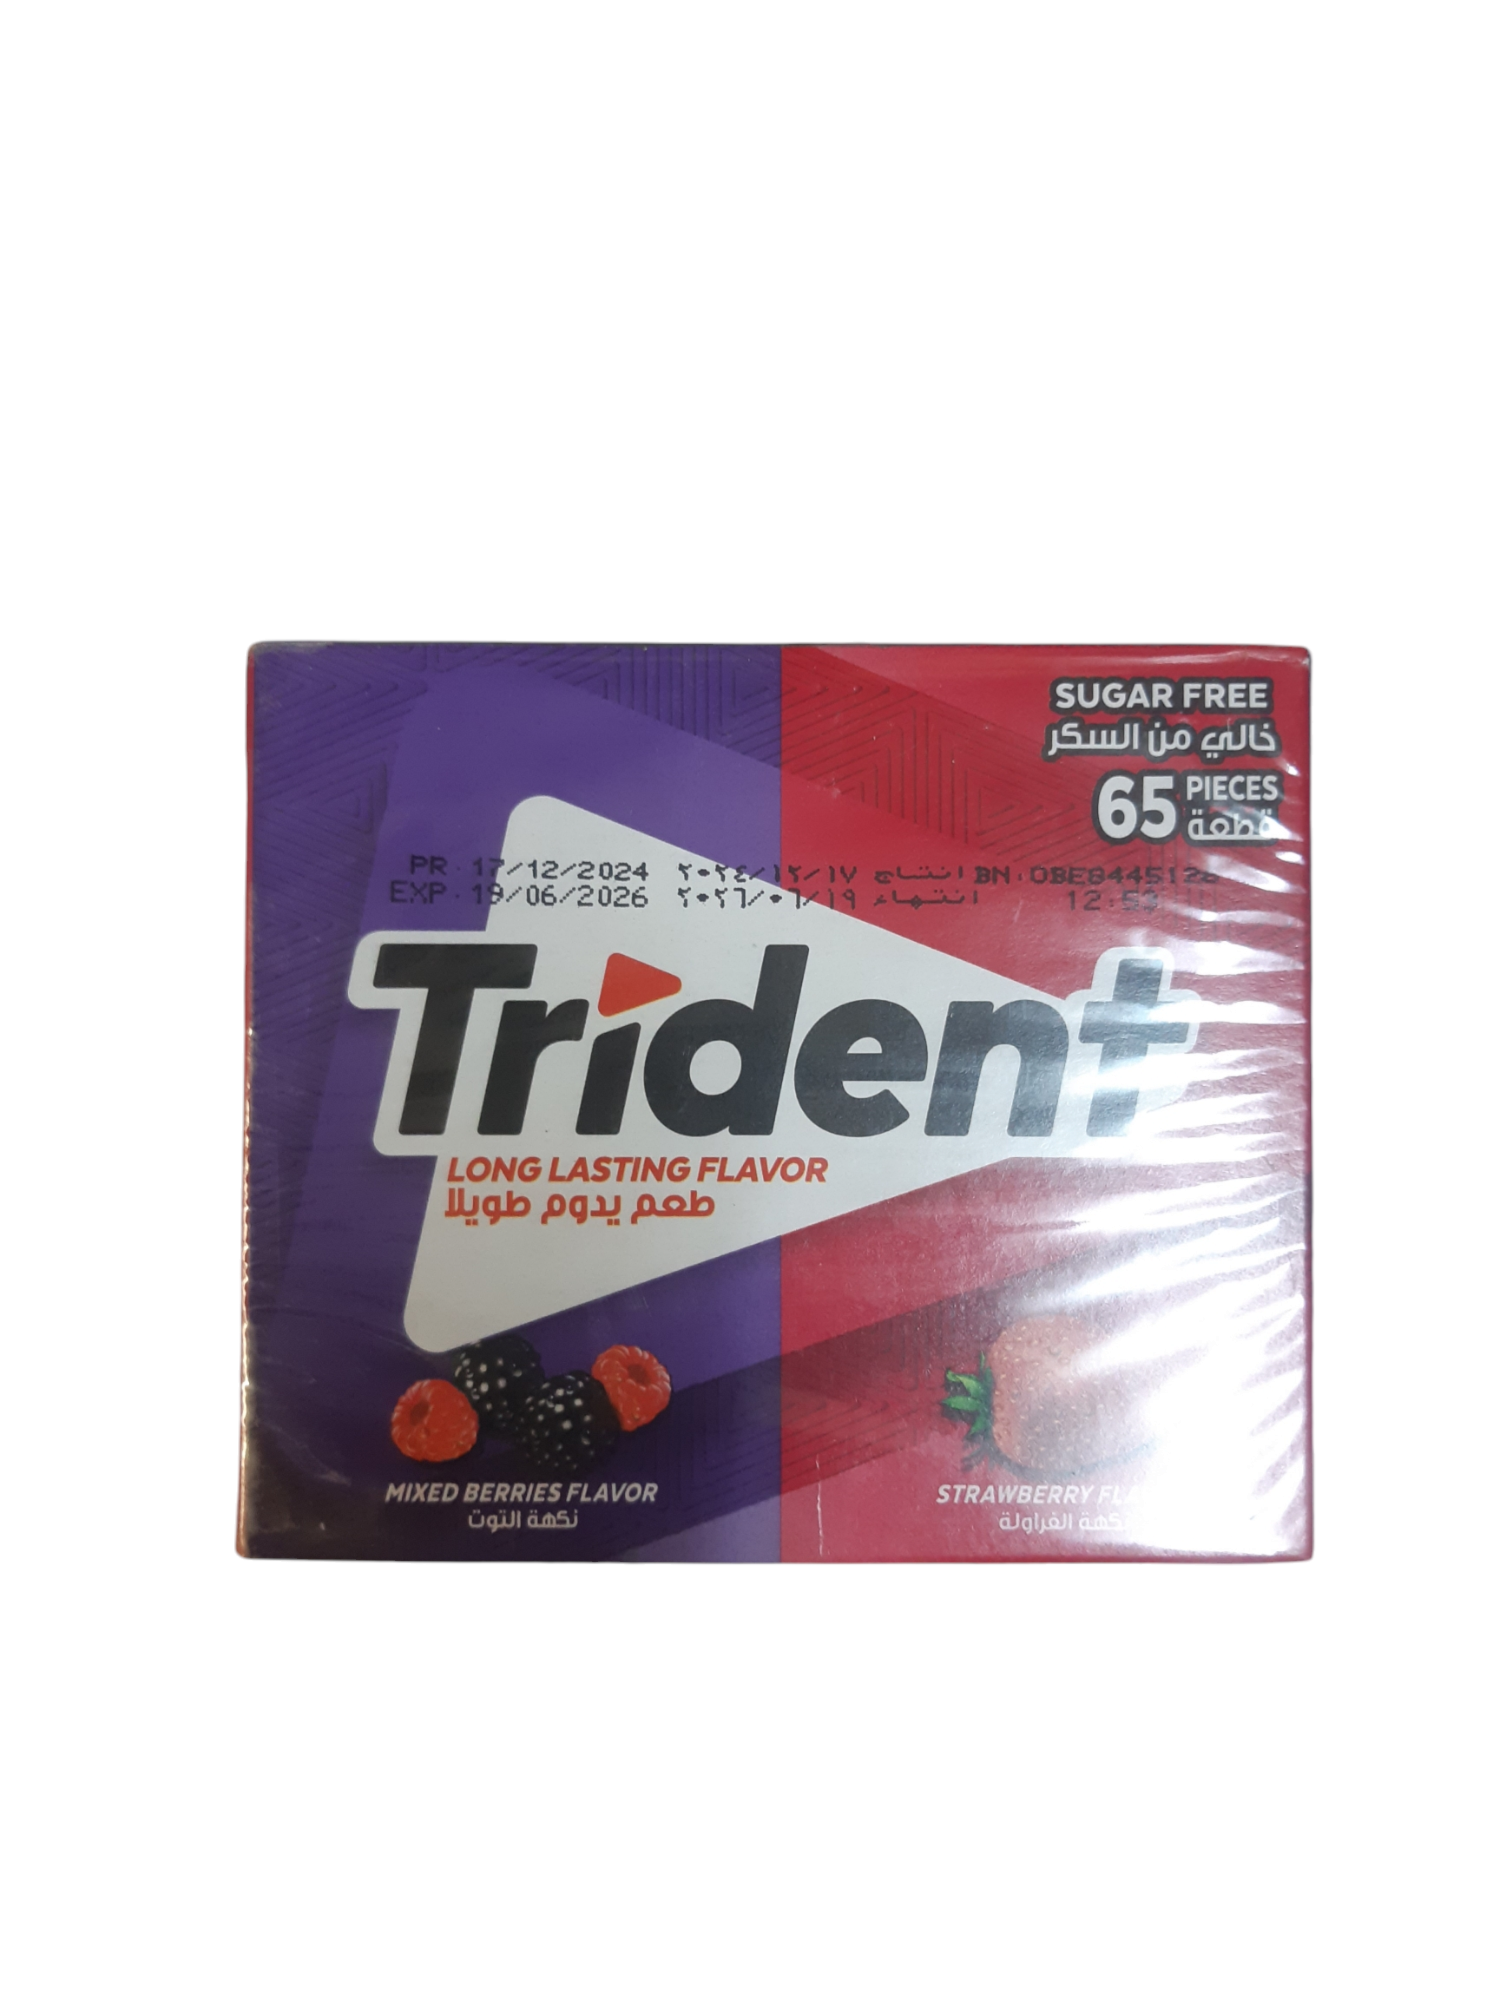 SUGAR FREE
خالي من السكر
65 PIECES
قطعة
PR 17/12/2024 انتاج ٢٠٢٤/١٢/١٧ BN:OBE8445128
EXP 19/06/2026 انتهاء ٢٠٢٦/٠٦/١٩ 12:53
Trident
LONG LASTING FLAVOR
طعم يدوم طويلا
MIXED BERRIES FLAVOR
نكهة التوت
STRAWBERRY
نكهة الفراولة